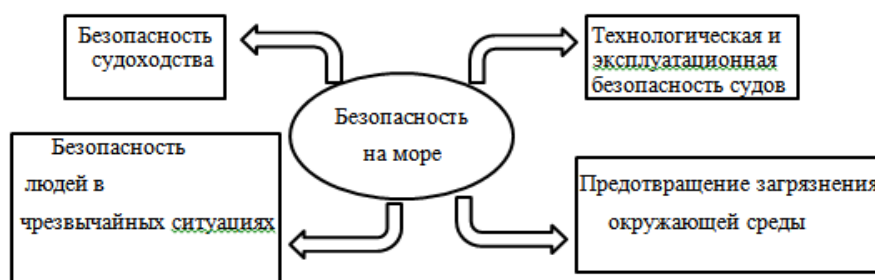 Безопасность
судоходства
Технологическая и
эксплуатационная
безопасность судов
Безопасность
на море
Безопасность
людей в
чрезвычайных ситуациях
Предотвращение загрязнения
окружающей среды